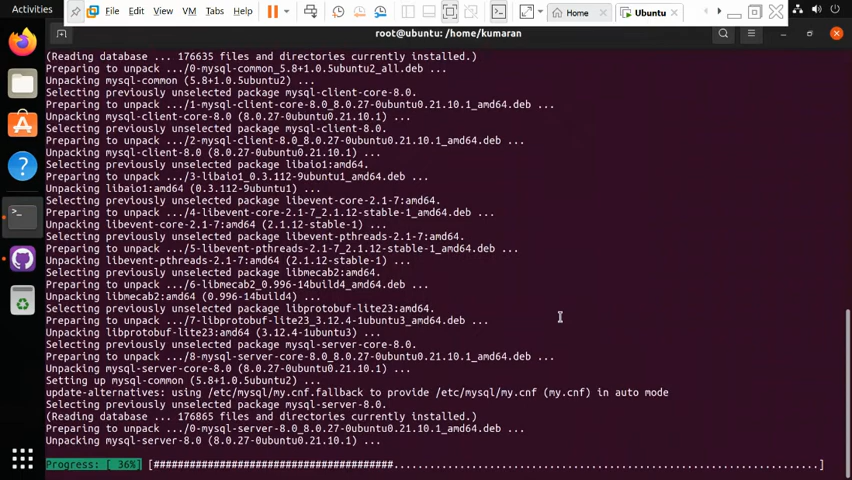 Activities
File Edit View VM Tabs Help
Home
Ubuntu
root@ubuntu: /home/kumaran
(Reading database ... 176635 files and directories currently installed.)
Preparing to unpack .../0-mysql-common_5.8+1.0.5ubuntu2_all.deb ...
Unpacking mysql-common (5.8+1.0.5ubuntu2) ...
Selecting previously unselected package mysql-client-core-8.0.
Preparing to unpack .../1-mysql-client-core-8.0_8.0.27-0ubuntu0.21.10.1_amd64.deb ...
Unpacking mysql-client-core-8.0 (8.0.27-0ubuntu0.21.10.1) ...
Selecting previously unselected package mysql-client-8.0.
Preparing to unpack .../2-mysql-client-8.0_8.0.27-0ubuntu0.21.10.1_amd64.deb ...
Unpacking mysql-client-8.0 (8.0.27-0ubuntu0.21.10.1) ...
Selecting previously unselected package libaio1:amd64.
Preparing to unpack .../3-libaio1_0.3.112-9ubuntu1_amd64.deb ...
Unpacking libaio1:amd64 (0.3.112-9ubuntu1) ...
Selecting previously unselected package libevent-core-2.1-7:amd64.
Preparing to unpack .../4-libevent-core-2.1-7_2.1.12-stable-1_amd64.deb ...
Unpacking libevent-core-2.1-7:amd64 (2.1.12-stable-1) ...
Selecting previously unselected package libevent-pthreads-2.1-7:amd64.
Preparing to unpack .../5-libevent-pthreads-2.1-7_2.1.12-stable-1_amd64.deb ...
Unpacking libevent-pthreads-2.1-7:amd64 (2.1.12-stable-1) ...
Selecting previously unselected package libmecab2:amd64.
Preparing to unpack .../6-libmecab2_0.996-14build4_amd64.deb ...
Unpacking libmecab2:amd64 (0.996-14build4) ...
Selecting previously unselected package libprotobuf-lite23:amd64.
Preparing to unpack .../7-libprotobuf-lite23_3.12.4-1ubuntu3_amd64.deb ...
Unpacking libprotobuf-lite23:amd64 (3.12.4-1ubuntu3) ...
Selecting previously unselected package mysql-server-core-8.0.
Preparing to unpack .../8-mysql-server-core-8.0_8.0.27-0ubuntu0.21.10.1_amd64.deb ...
Unpacking mysql-server-core-8.0 (8.0.27-0ubuntu0.21.10.1) ...
Setting up mysql-common (5.8+1.0.5ubuntu2) ...
update-alternatives: using /etc/mysql/my.cnf.fallback to provide /etc/mysql/my.cnf (my.cnf) in auto mode
Selecting previously unselected package mysql-server-8.0.
(Reading database ... 176865 files and directories currently installed.)
Preparing to unpack .../0-mysql-server-8.0_8.0.27-0ubuntu0.21.10.1_amd64.deb ...
Unpacking mysql-server-8.0 (8.0.27-0ubuntu0.21.10.1) ...
Progress: [ 36%] [########################################.......................................................................]